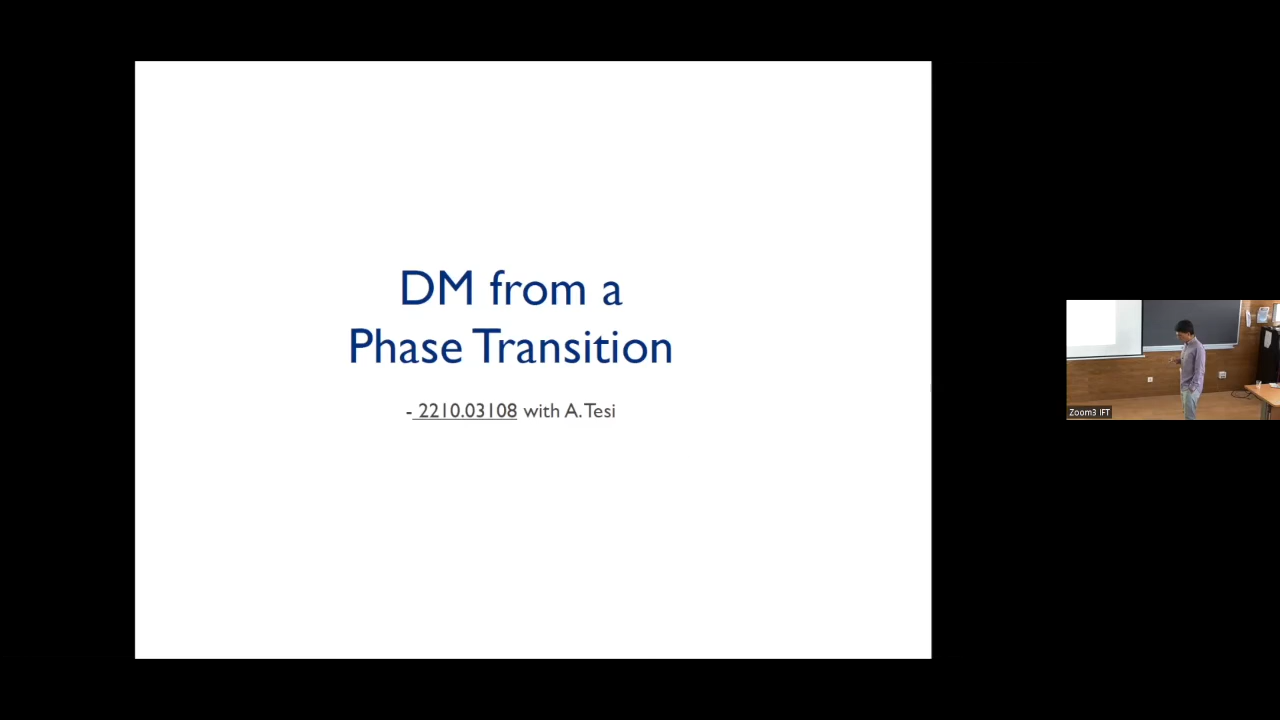 DM from a
Phase Transition
- 2210.03108 with A. Tesi
Zoom3 IFT